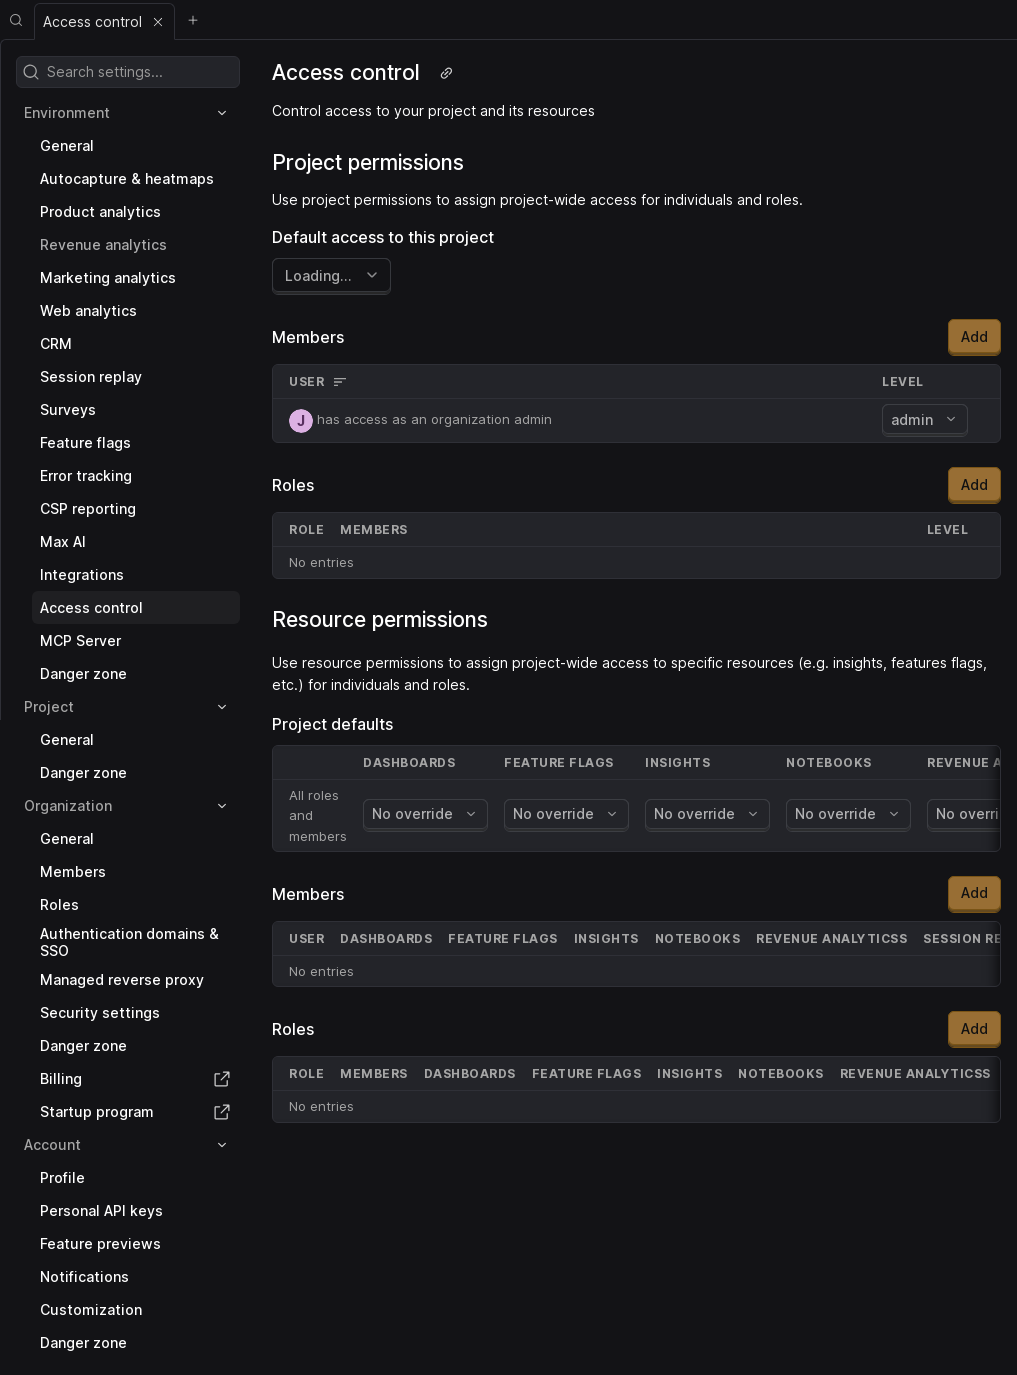 Access control
Search settings...
Environment
General
Autocapture & heatmaps
Product analytics
Revenue analytics
Marketing analytics
Web analytics
CRM
Session replay
Surveys
Feature flags
Error tracking
CSP reporting
Max AI
Integrations
Access control
MCP Server
Danger zone
Project
General
Danger zone
Organization
General
Members
Roles
Authentication domains &
SSO
Managed reverse proxy
Security settings
Danger zone
Billing
Startup program
Account
Profile
Personal API keys
Feature previews
Notifications
Customization
Danger zone
Access control
Control access to your project and its resources
Project permissions
Use project permissions to assign project-wide access for individuals and roles.
Default access to this project
Loading...
Members Add
USER LEVEL
J has access as an organization admin admin
Roles Add
ROLE MEMBERS LEVEL
No entries
Resource permissions
Use resource permissions to assign project-wide access to specific resources (e.g. insights, features flags,
etc.) for individuals and roles.
Project defaults
DASHBOARDS FEATURE FLAGS INSIGHTS NOTEBOOKS REVENUE A
All roles
and
members
No override No override No override No override No overri
Members Add
USER DASHBOARDS FEATURE FLAGS INSIGHTS NOTEBOOKS REVENUE ANALYTICSS SESSION RE
No entries
Roles Add
ROLE MEMBERS DASHBOARDS FEATURE FLAGS INSIGHTS NOTEBOOKS REVENUE ANALYTICSS
No entries